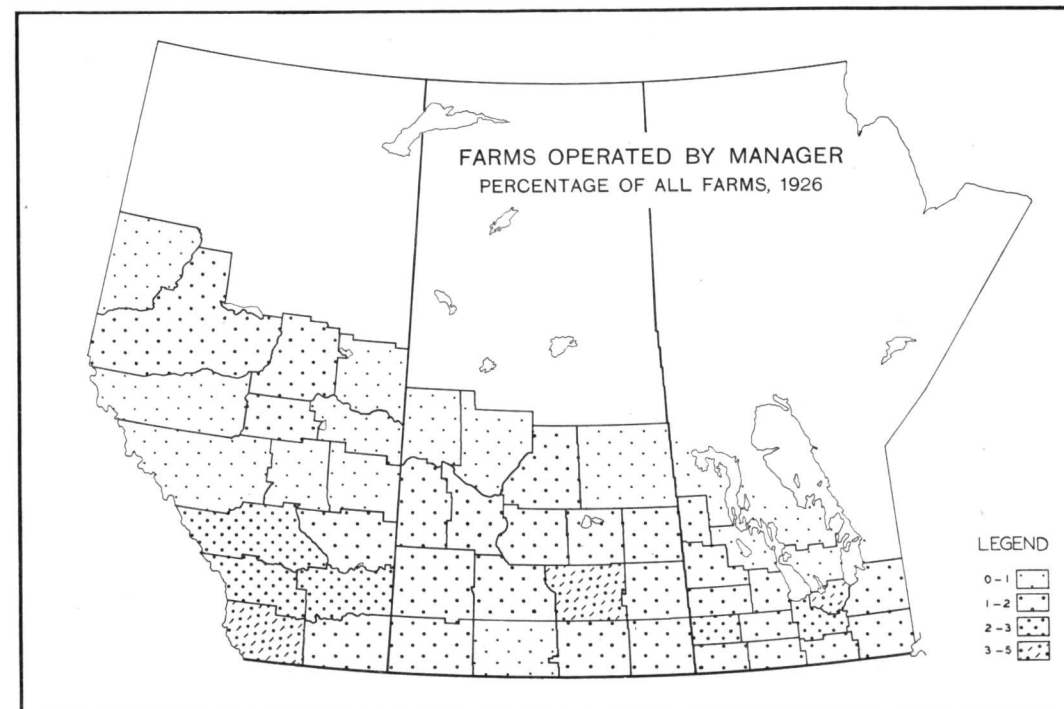 FARMS OPERATED BY MANAGER
PERCENTAGE OF ALL FARMS, 1926
LEGEND
0-1
1-2
2-3
3-5